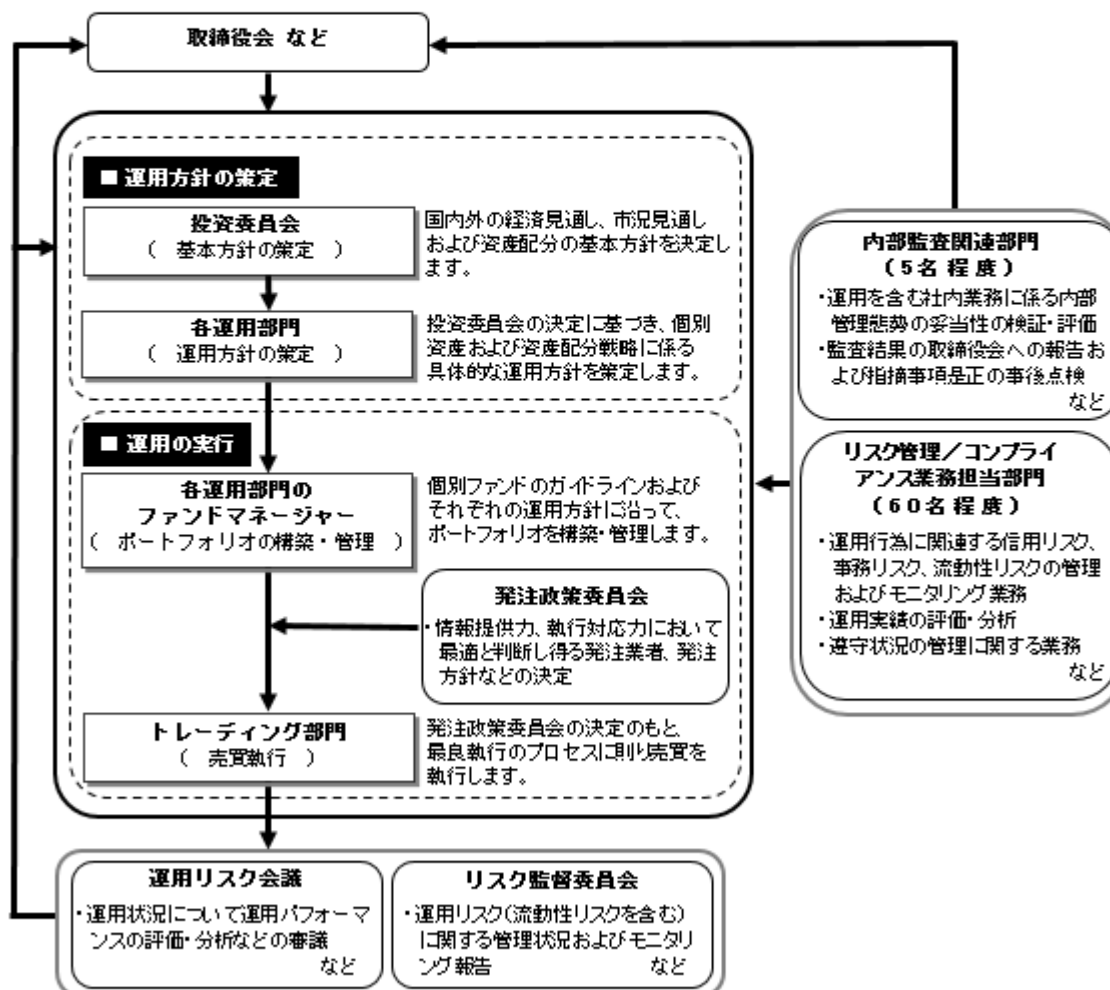 取締役会 など
■ 運用方針の策定
投資委員会
( 基本方針の策定 )
国内外の経済見通し、市況見通し
および資産配分の基本方針を決定し
ます。
各運用部門
( 運用方針の策定 )
投資委員会の決定に基づき、個別
資産および資産配分戦略に係る
具体的な運用方針を策定します。
■ 運用の実行
各運用部門の
ファンドマネージャー
( ポートフォリオの構築・管理 )
個別ファンドのガイドラインおよび
それぞれの運用方針に沿って、
ポートフォリオを構築・管理します。
発注政策委員会
・情報提供力、執行対応力において
最適と判断し得る発注業者、発注
方針などの決定
トレーディング部門
( 売買執行 )
発注政策委員会の決定のもと、
最良執行のプロセスに則り売買を
執行します。
内部監査関連部門
(5名程度)
・運用を含む社内業務に係る内部
管理態勢の妥当性の検証・評価
・監査結果の取締役会への報告お
よび指摘事項是正の事後点検
など
リスク管理/コンプライ
アンス業務担当部門
(60名程度)
・運用行為に関連する信用リスク、
事務リスク、流動性リスクの管理
およびモニタリング業務
・運用実績の評価・分析
・遵守状況の管理に関する業務
など
運用リスク会議
・運用状況について運用パフォーマ
ンスの評価・分析などの審議
など
リスク監督委員会
・運用リスク(流動性リスクを含む)
に関する管理状況およびモニタリ
ング報告 など